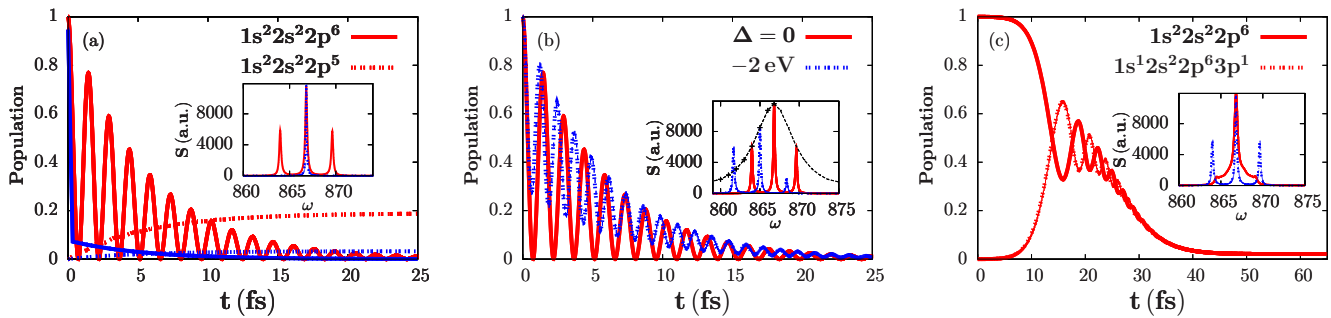 (a)
1s²2s²2p⁶
1s²2s²2p⁵
Population
1
0.8
0.6
0.4
0.2
0
0 5 10 15 20 25
t (fs)
S (a.u.)
12000
8000
4000
0
860 865 870
ω
(b)
Δ = 0
−2 eV
Population
1
0.8
0.6
0.4
0.2
0
0 5 10 15 20 25
t (fs)
S (a.u.)
8000
4000
0
860 865 870 875
ω
(c)
1s²2s²2p⁶
1s¹2s²2p⁶3p¹
Population
1
0.8
0.6
0.4
0.2
0
0 10 20 30 40 50 60
t (fs)
S (a.u.)
8000
4000
0
860 865 870 875
ω